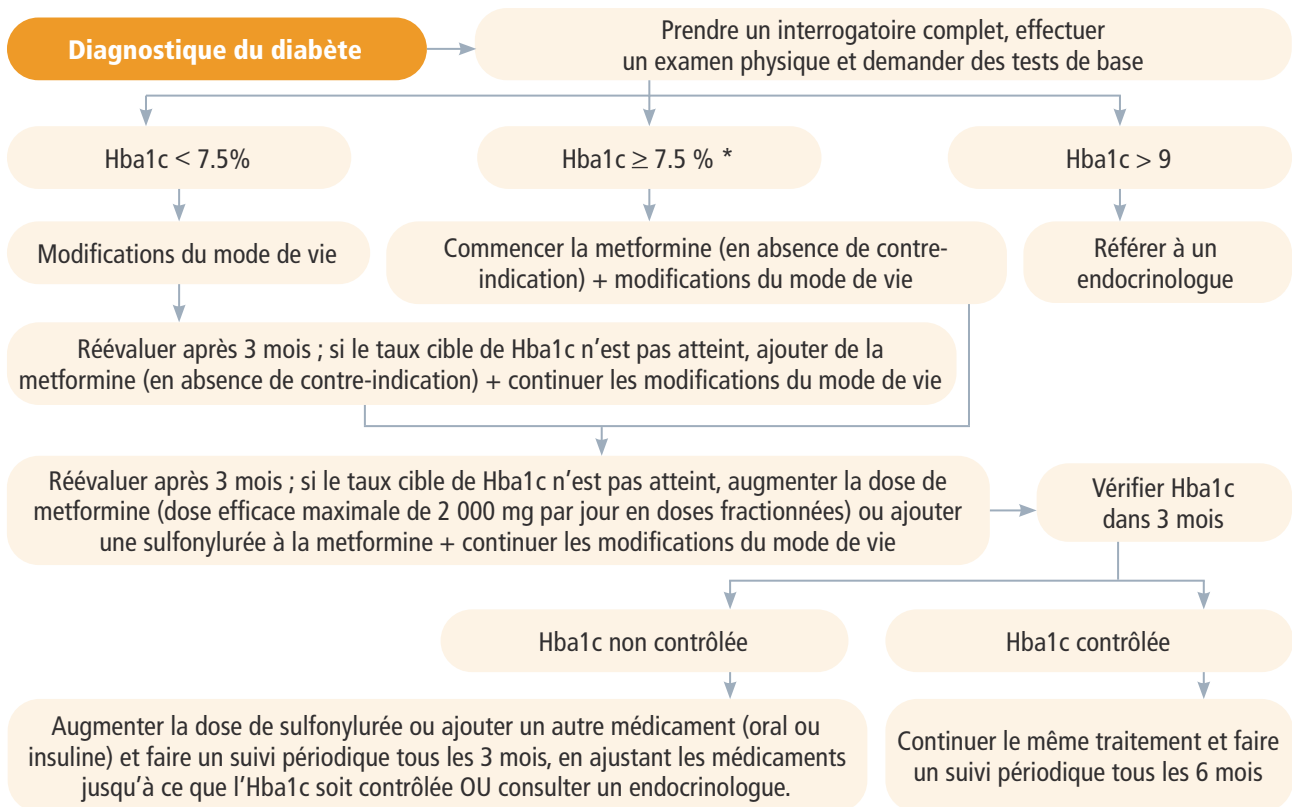 Diagnostique du diabète
Prendre un interrogatoire complet, effectuer
un examen physique et demander des tests de base
Hba1c < 7.5%
Hba1c ≥ 7.5 % *
Hba1c > 9
Modifications du mode de vie
Commencer la metformine (en absence de contre-
indication) + modifications du mode de vie
Référer à un
endocrinologue
Réévaluer après 3 mois ; si le taux cible de Hba1c n’est pas atteint, ajouter de la
metformine (en absence de contre-indication) + continuer les modifications du mode de vie
Réévaluer après 3 mois ; si le taux cible de Hba1c n’est pas atteint, augmenter la dose de
metformine (dose efficace maximale de 2 000 mg par jour en doses fractionnées) ou ajouter
une sulfonylurée à la metformine + continuer les modifications du mode de vie
Vérifier Hba1c
dans 3 mois
Hba1c non contrôlée
Hba1c contrôlée
Augmenter la dose de sulfonylurée ou ajouter un autre médicament (oral ou
insuline) et faire un suivi périodique tous les 3 mois, en ajustant les médicaments
jusqu’à ce que l’Hba1c soit contrôlée OU consulter un endocrinologue.
Continuer le même traitement et faire
un suivi périodique tous les 6 mois